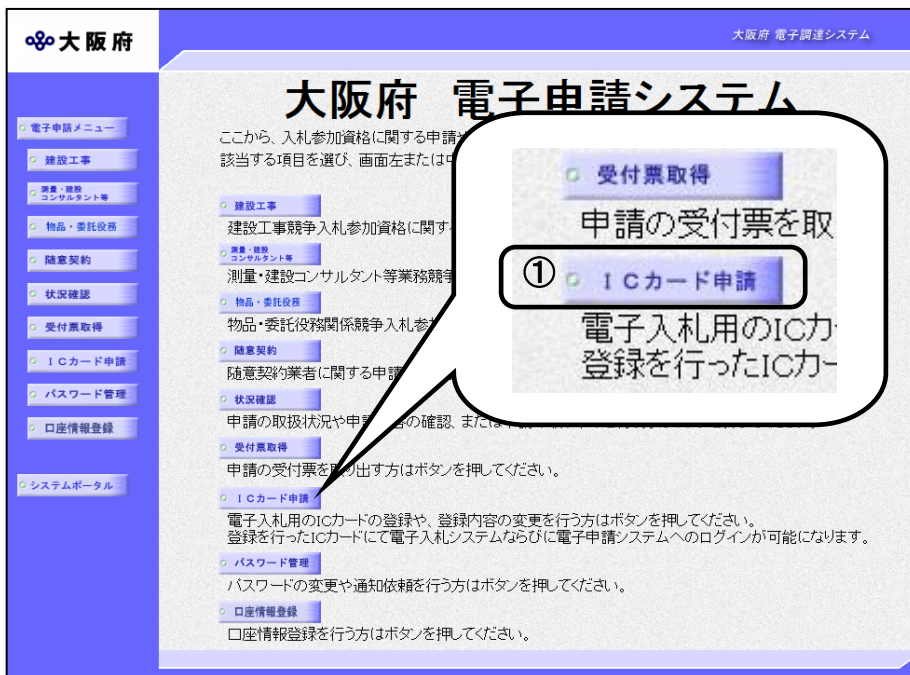 大阪府
大阪府 電子調達システム
電子申請メニュー
建設工事
測量・建設
コンサルタント等
物品・委託役務
随意契約
状況確認
受付票取得
ICカード申請
パスワード管理
口座情報登録
システムポータル
大阪府 電子申請システム
ここから、入札参加資格に関する申請
該当する項目を選び、画面左または
建設工事
建設工事競争入札参加資格に関す
測量・建設
コンサルタント等
測量・建設コンサルタント等業務競争
物品・委託役務
物品・委託役務関係競争入札参
随意契約
随意契約業者に関する申請
状況確認
申請の取扱状況や申請 容の確認、または
受付票取得
申請の受付票を取り出す方はボタンを押してください。
ICカード申請
電子入札用のICカードの登録や、登録内容の変更を行う方はボタンを押してください。
登録を行ったICカードにて電子入札システムならびに電子申請システムへのログインが可能になります。
パスワード管理
パスワードの変更や通知依頼を行う方はボタンを押してください。
口座情報登録
口座情報登録を行う方はボタンを押してください。
受付票取得
申請の受付票を取
① ICカード申請
電子入札用のICカ
登録を行ったICカー